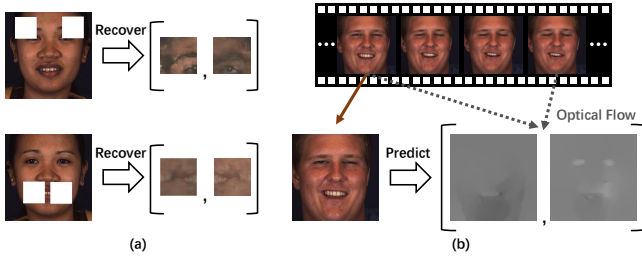 Recover
,
Optical Flow
Recover
,
Predict
,
(a)
(b)